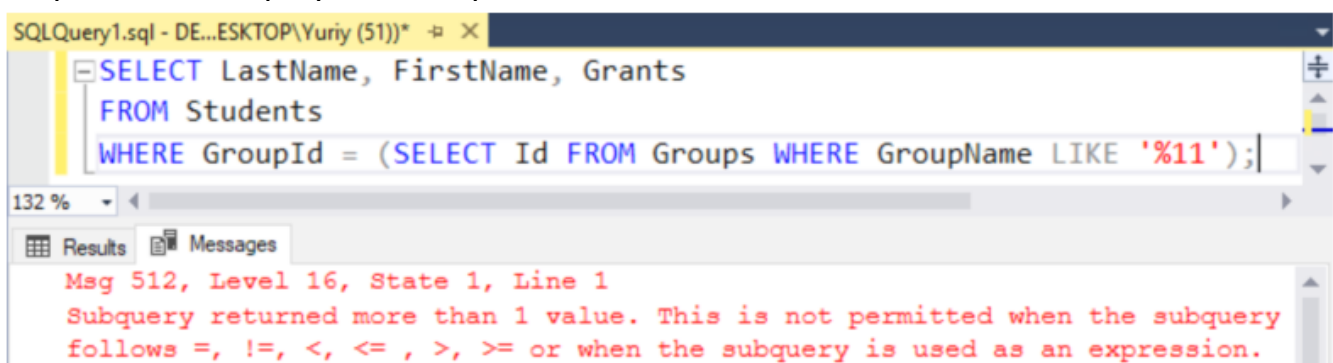 SQLQuery1.sql - DE...ESKTOP\Yuriy (51))*
SELECT LastName, FirstName, Grants
FROM Students
WHERE GroupId = (SELECT Id FROM Groups WHERE GroupName LIKE '%11');
132 %
Results Messages
Msg 512, Level 16, State 1, Line 1
Subquery returned more than 1 value. This is not permitted when the subquery
follows =, !=, <, <= , >, >= or when the subquery is used as an expression.